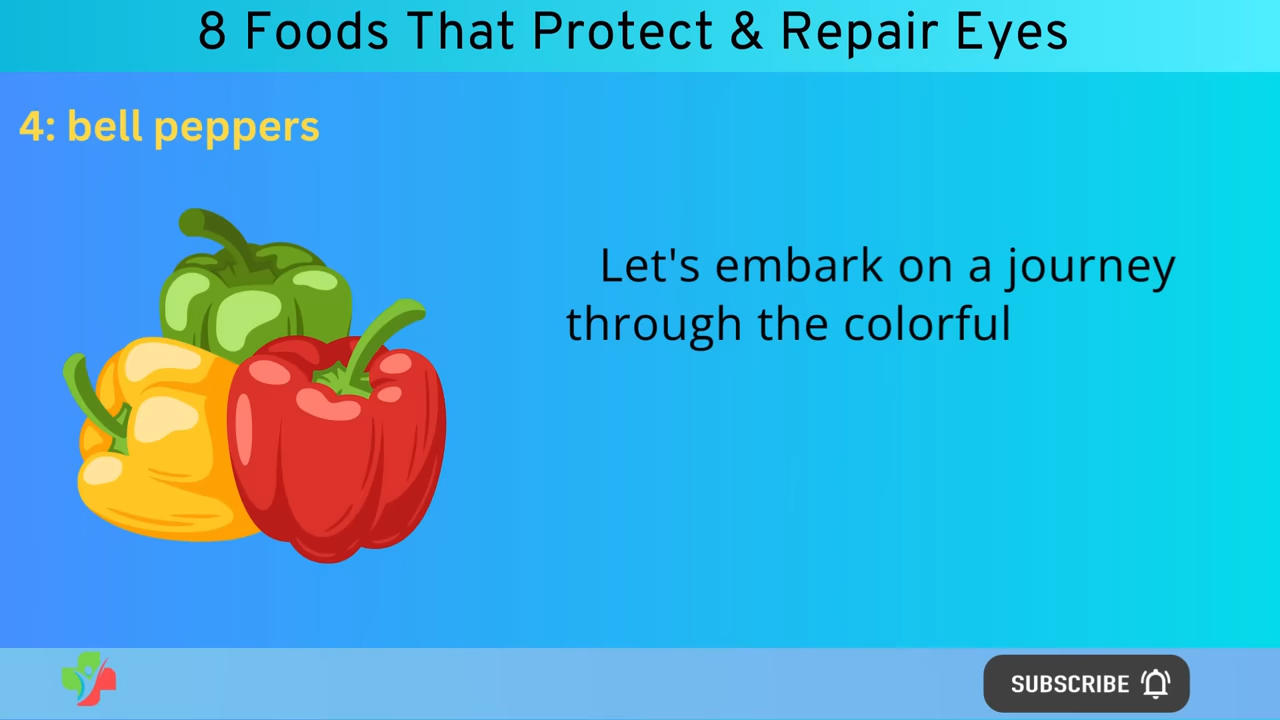 8 Foods That Protect & Repair Eyes
4: bell peppers
Let's embark on a journey
through the colorful
SUBSCRIBE